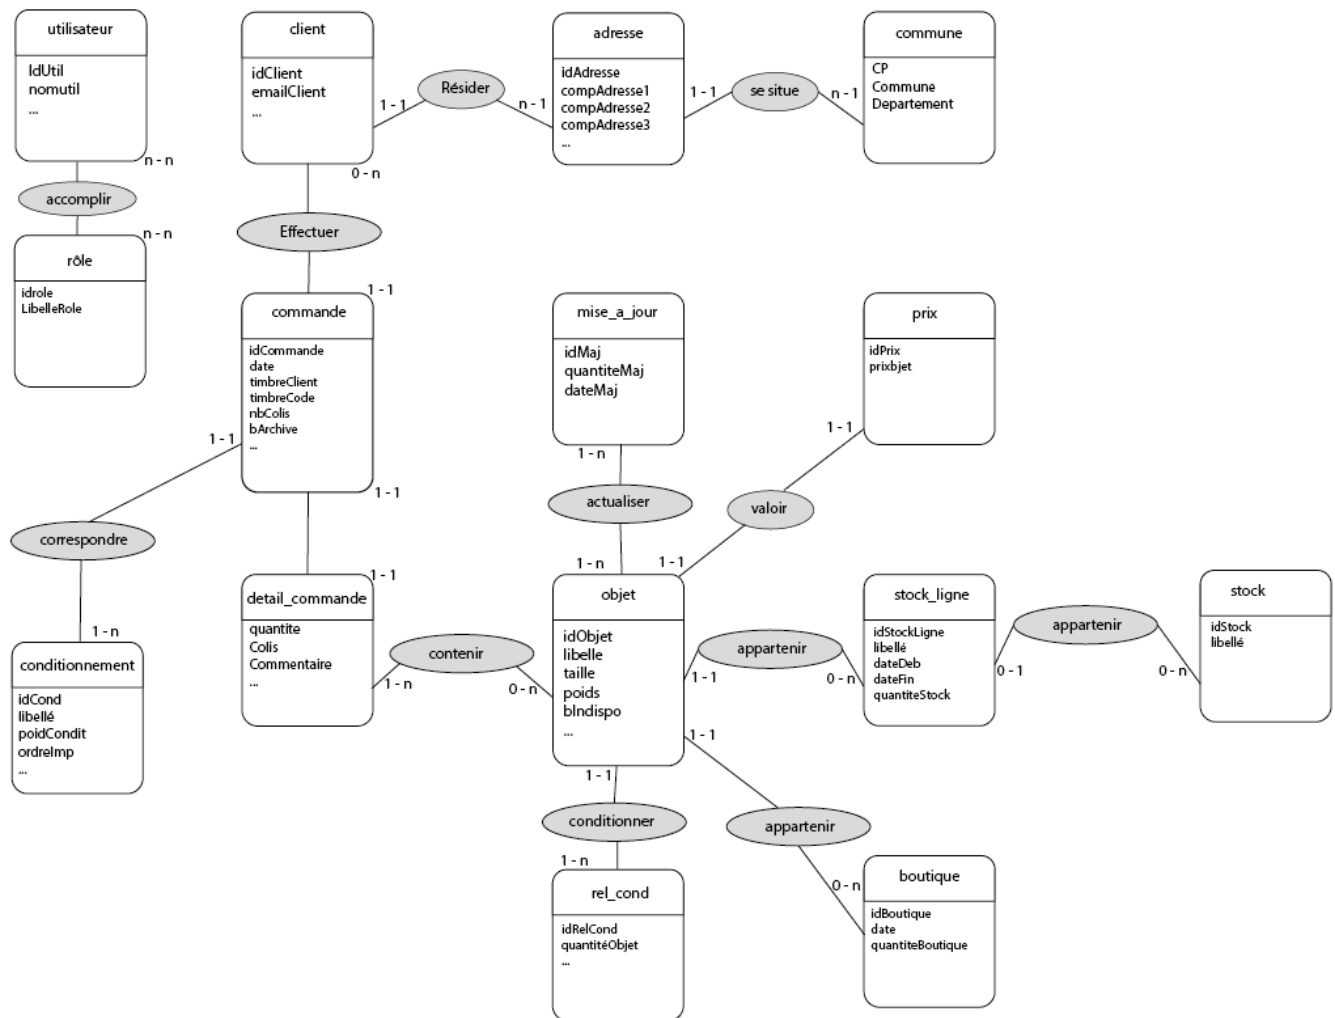 utilisateur
IdUtil
nomutil
...
n - n
accomplir
n - n
rôle
idrole
LibelleRole
client
idClient
emailClient
...
1 - 1
Résider
n - 1
adresse
idAdresse
compAdresse1
compAdresse2
compAdresse3
...
1 - 1
se situe
n - 1
commune
CP
Commune
Departement
0 - n
Effectuer
1 - 1
commande
idCommande
date
timbreClient
timbreCode
nbColis
bArchive
...
1 - 1
correspondre
1 - n
conditionnement
idCond
libellé
poidCondit
ordreImp
...
1 - 1
1 - 1
detail_commande
quantite
Colis
Commentaire
...
1 - n
contenir
0 - n
mise_a_jour
idMaj
quantiteMaj
dateMaj
1 - n
actualiser
1 - n
prix
idPrix
prixbjet
1 - 1
valoir
1 - 1
objet
idObjet
libelle
taille
poids
bIndispo
...
1 - 1
appartenir
0 - n
stock_ligne
idStockLigne
libellé
dateDeb
dateFin
quantiteStock
0 - 1
appartenir
0 - n
stock
idStock
libellé
1 - 1
conditionner
1 - n
rel_cond
idRelCond
quantitéObjet
...
1 - 1
appartenir
0 - n
boutique
idBoutique
date
quantiteBoutique